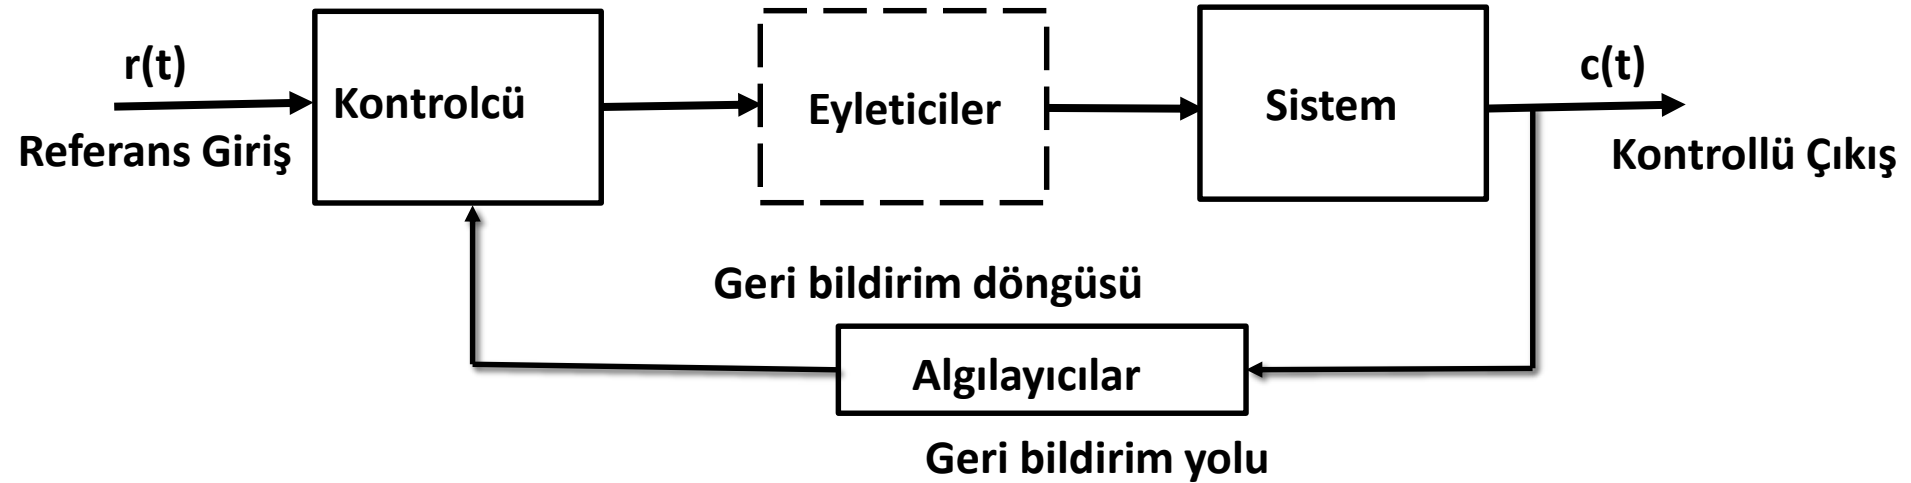 r(t)
Referans Giriş
Kontrolcü
Eyleticiler
Sistem
c(t)
Kontrollü Çıkış
Geri bildirim döngüsü
Algılayıcılar
Geri bildirim yolu